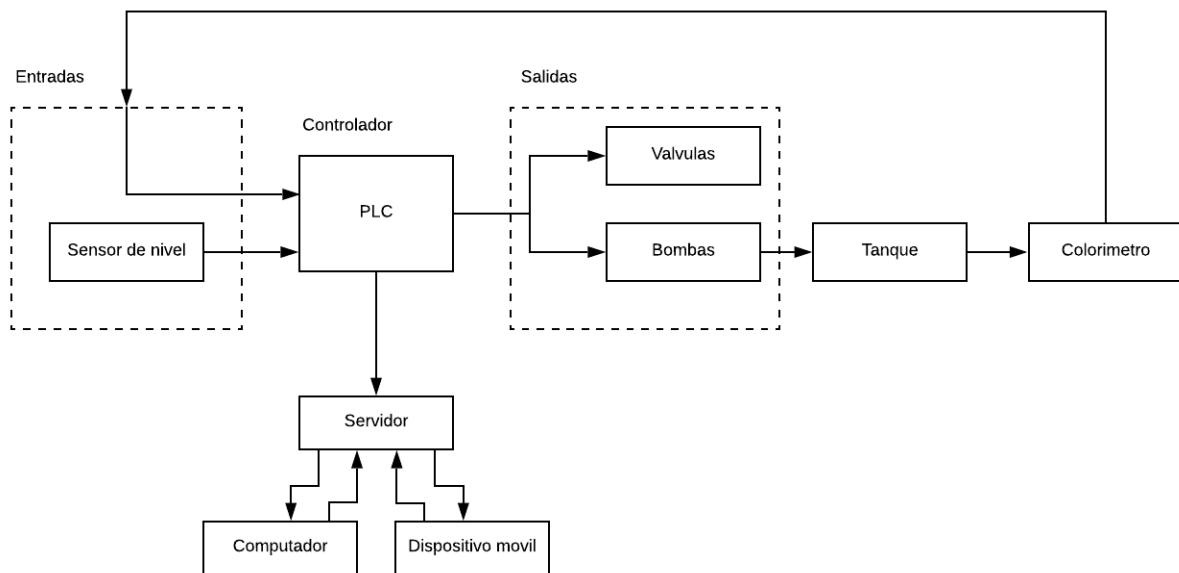 Entradas
Salidas
Controlador
Valvulas
PLC
Sensor de nivel
Bombas
Tanque
Colorimetro
Servidor
Computador
Dispositivo movil